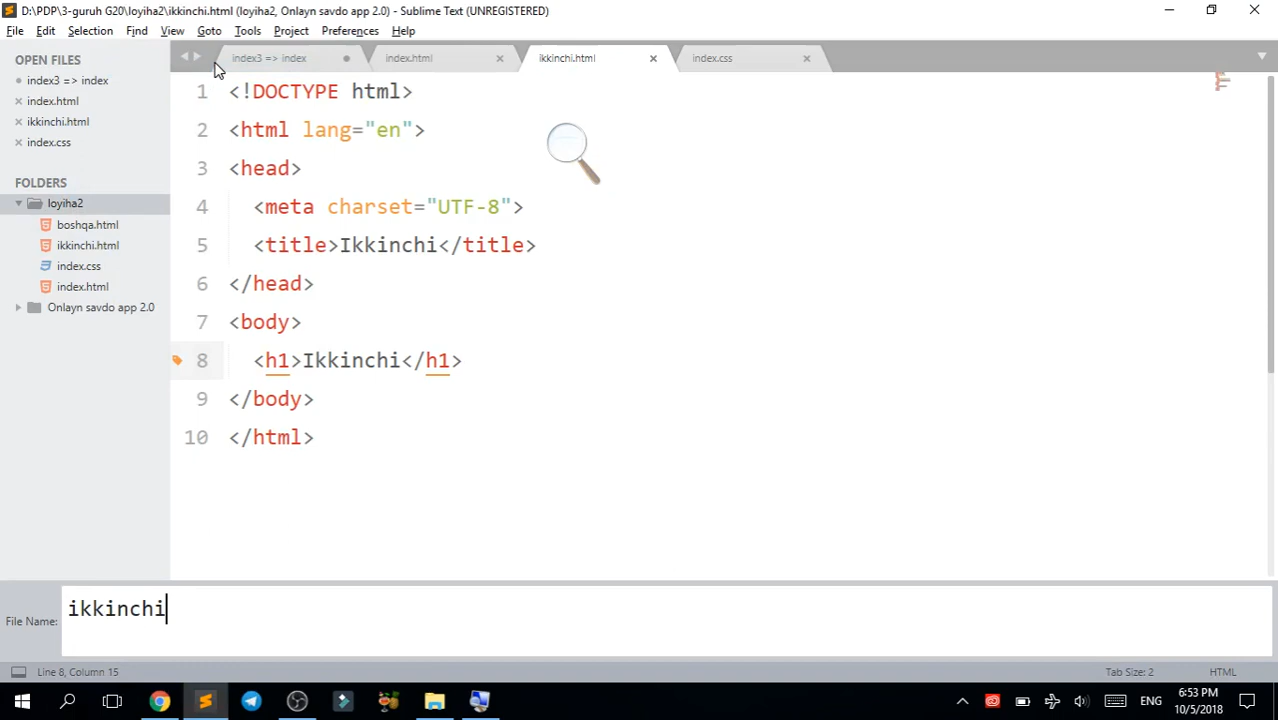 D:\PDP\3-guruh G20\loyiha2\ikkinchi.html (loyiha2, Onlayn savdo app 2.0) - Sublime Text (UNREGISTERED)
File Edit Selection Find View Goto Tools Project Preferences Help
OPEN FILES
index3 => index
index.html
ikkinchi.html
index.css
FOLDERS
loyiha2
boshqa.html
ikkinchi.html
index.css
index.html
Onlayn savdo app 2.0
index3 => index index.html ikkinchi.html index.css
1 <!DOCTYPE html>
2 <html lang="en">
3 <head>
4 <meta charset="UTF-8">
5 <title>Ikkinchi</title>
6 </head>
7 <body>
8 <h1>Ikkinchi</h1>
9 </body>
10 </html>
File Name: ikkinchi
Line 8, Column 15 Tab Size: 2 HTML
ENG 6:53 PM
10/5/2018